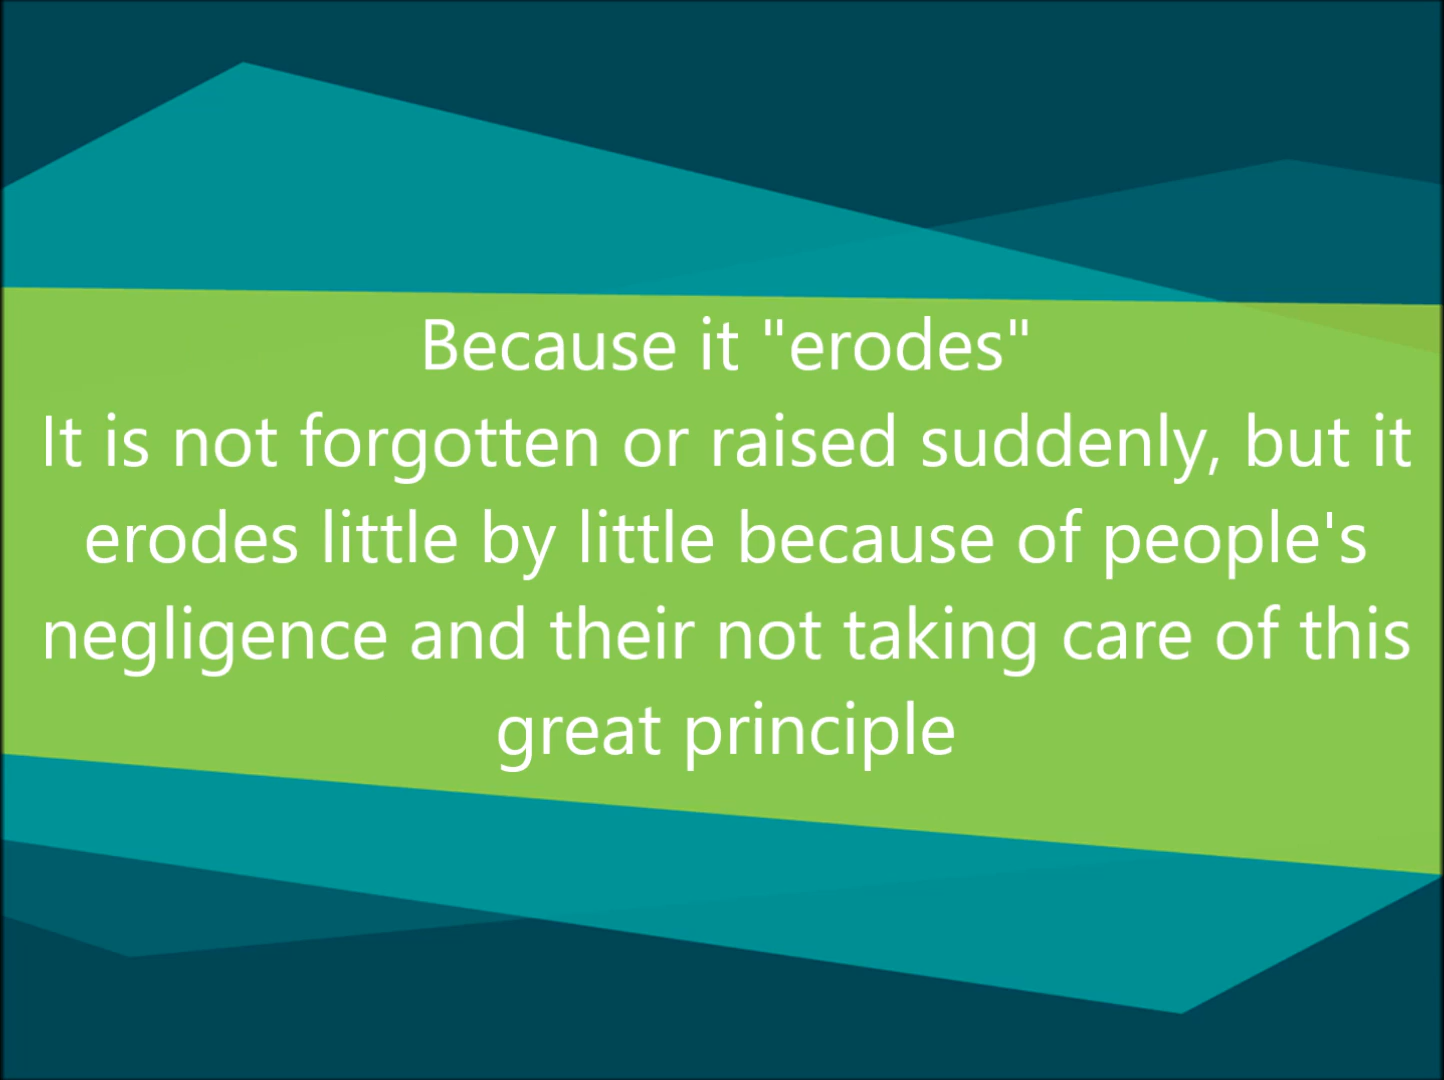 Because it "erodes"
It is not forgotten or raised suddenly, but it
erodes little by little because of people's
negligence and their not taking care of this
great principle